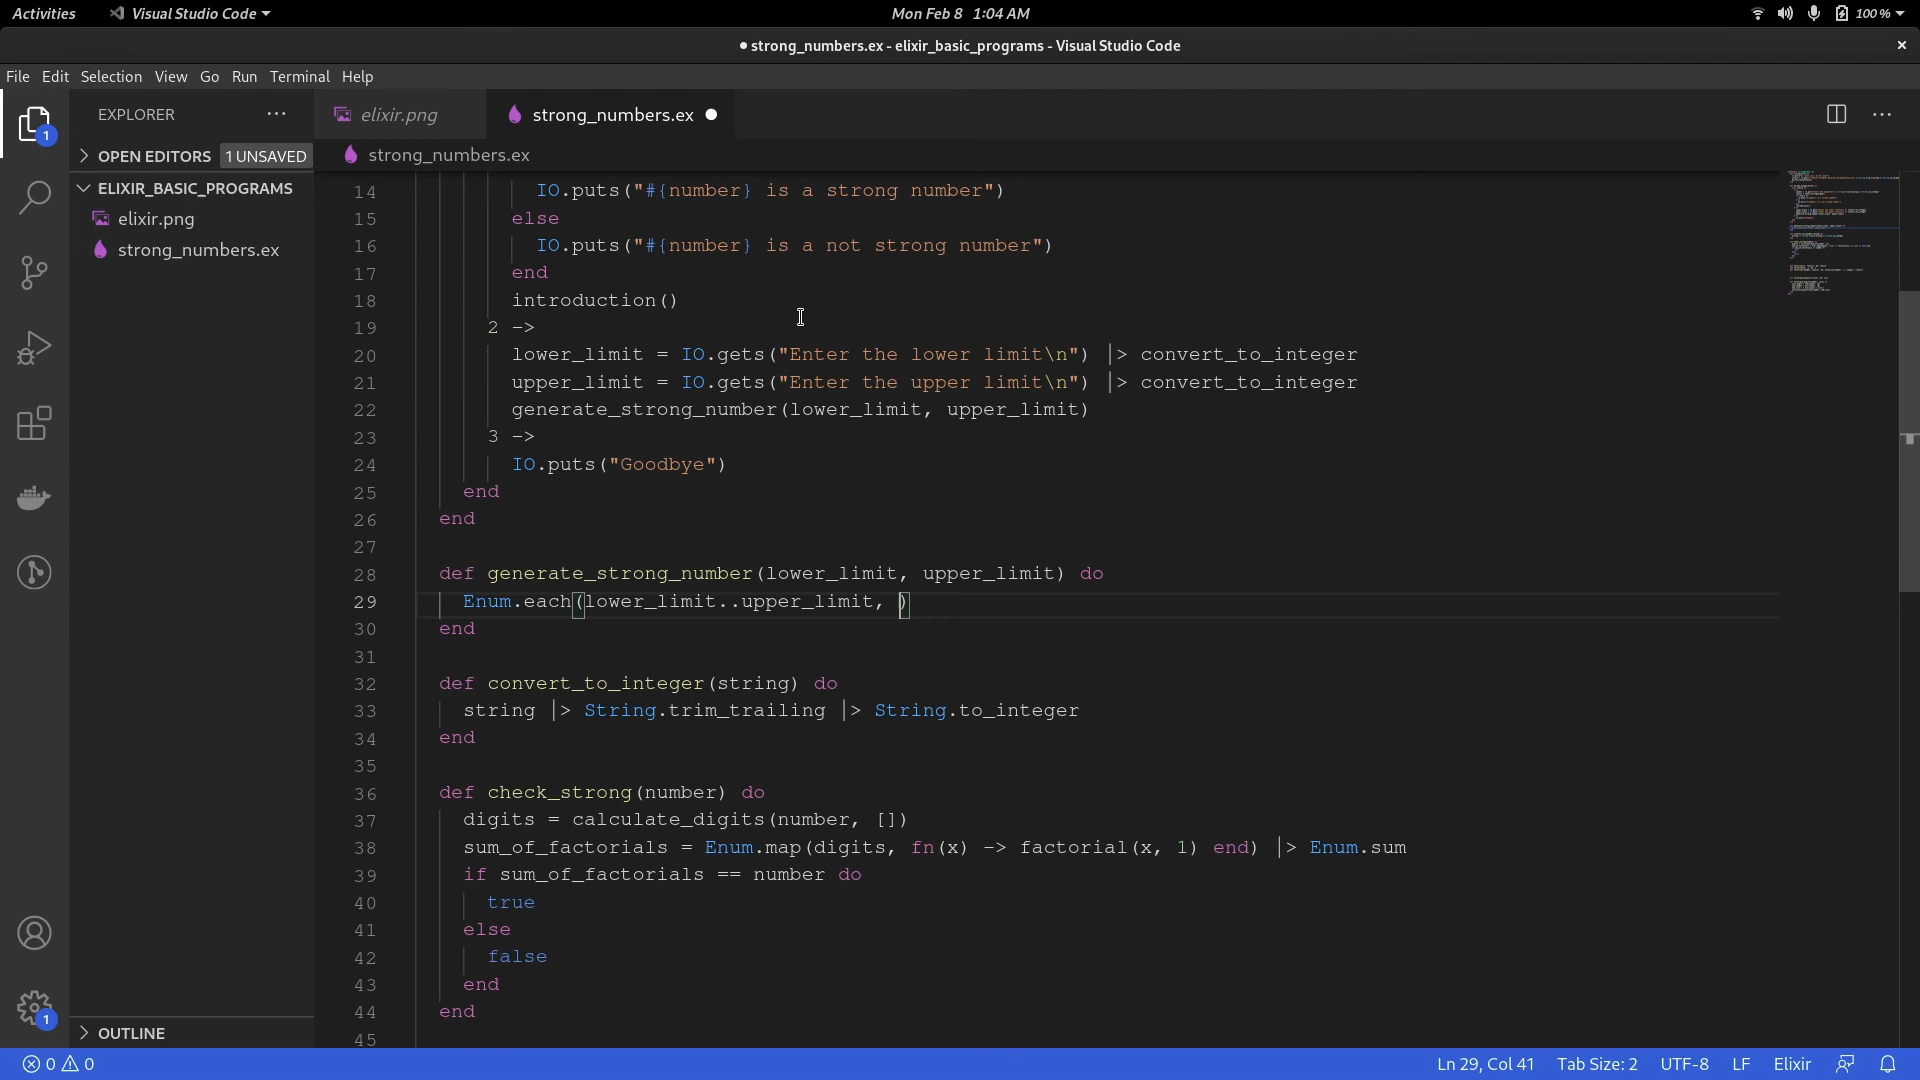 Activities
Visual Studio Code
Mon Feb 8 1:04 AM
100 %
● strong_numbers.ex - elixir_basic_programs - Visual Studio Code
File Edit Selection View Go Run Terminal Help
1
EXPLORER
OPEN EDITORS 1 UNSAVED
ELIXIR_BASIC_PROGRAMS
elixir.png
strong_numbers.ex
OUTLINE
1
elixir.png
strong_numbers.ex
strong_numbers.ex
14 IO.puts("#{number} is a strong number")
15 else
16 IO.puts("#{number} is a not strong number")
17 end
18 introduction()
19 2 ->
20 lower_limit = IO.gets("Enter the lower limit\n") |> convert_to_integer
21 upper_limit = IO.gets("Enter the upper limit\n") |> convert_to_integer
22 generate_strong_number(lower_limit, upper_limit)
23 3 ->
24 IO.puts("Goodbye")
25 end
26 end
27
28 def generate_strong_number(lower_limit, upper_limit) do
29 Enum.each(lower_limit..upper_limit, )
30 end
31
32 def convert_to_integer(string) do
33 string |> String.trim_trailing |> String.to_integer
34 end
35
36 def check_strong(number) do
37 digits = calculate_digits(number, [])
38 sum_of_factorials = Enum.map(digits, fn(x) -> factorial(x, 1) end) |> Enum.sum
39 if sum_of_factorials == number do
40 true
41 else
42 false
43 end
44 end
45
0 0
Ln 29, Col 41 Tab Size: 2 UTF-8 LF Elixir